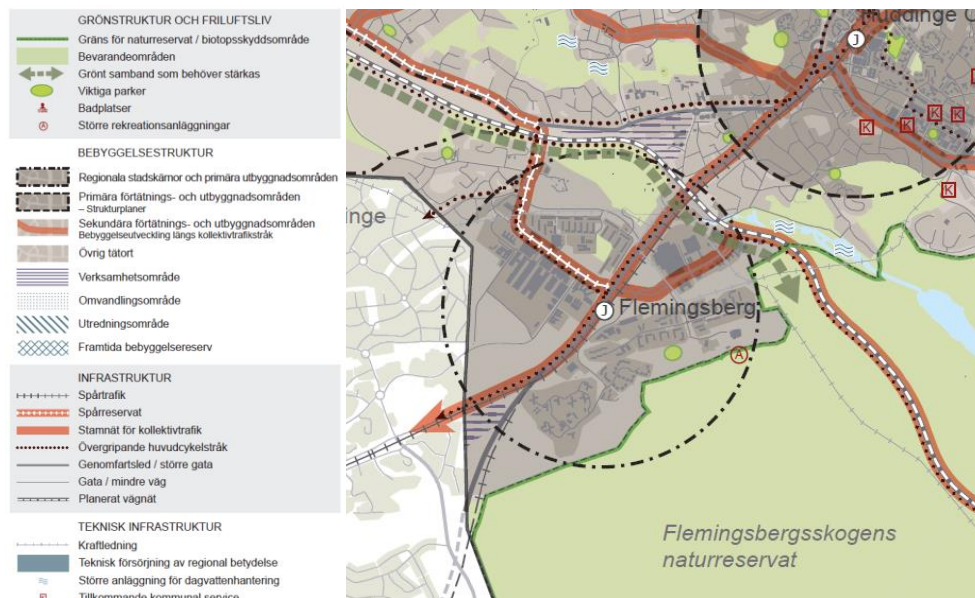 GRÖNSTRUKTUR OCH FRILUFTSLIV
Gräns för naturreservat / biotopsskyddsområde
Bevarandeområden
Grönt samband som behöver stärkas
Viktiga parker
Badplatser
A Större rekreationsanläggningar
BEBYGGELSESTRUKTUR
Regionala stadskärnor och primära utbyggnadsområden
Primära förtätnings- och utbyggnadsområden
– Strukturplaner
Sekundära förtätnings- och utbyggnadsområden
Bebyggelseutveckling längs kollektivtrafikstråk
Övrig tätort
Verksamhetsområde
Omvandlingsområde
Utredningsområde
Framtida bebyggelsereserv
INFRASTRUKTUR
Spårtrafik
Spårreservat
Stamnät för kollektivtrafik
Övergripande huvudcykelstråk
Genomfartsled / större gata
Gata / mindre väg
Planerat vägnät
TEKNISK INFRASTRUKTUR
Kraftledning
Teknisk försörjning av regional betydelse
Större anläggning för dagvattenhantering
K Tillkommande kommunal service
Huddinge C
J
K
K
K
K
K
K
inge
J Flemingsberg
A
Flemingsbergsskogens
naturreservat